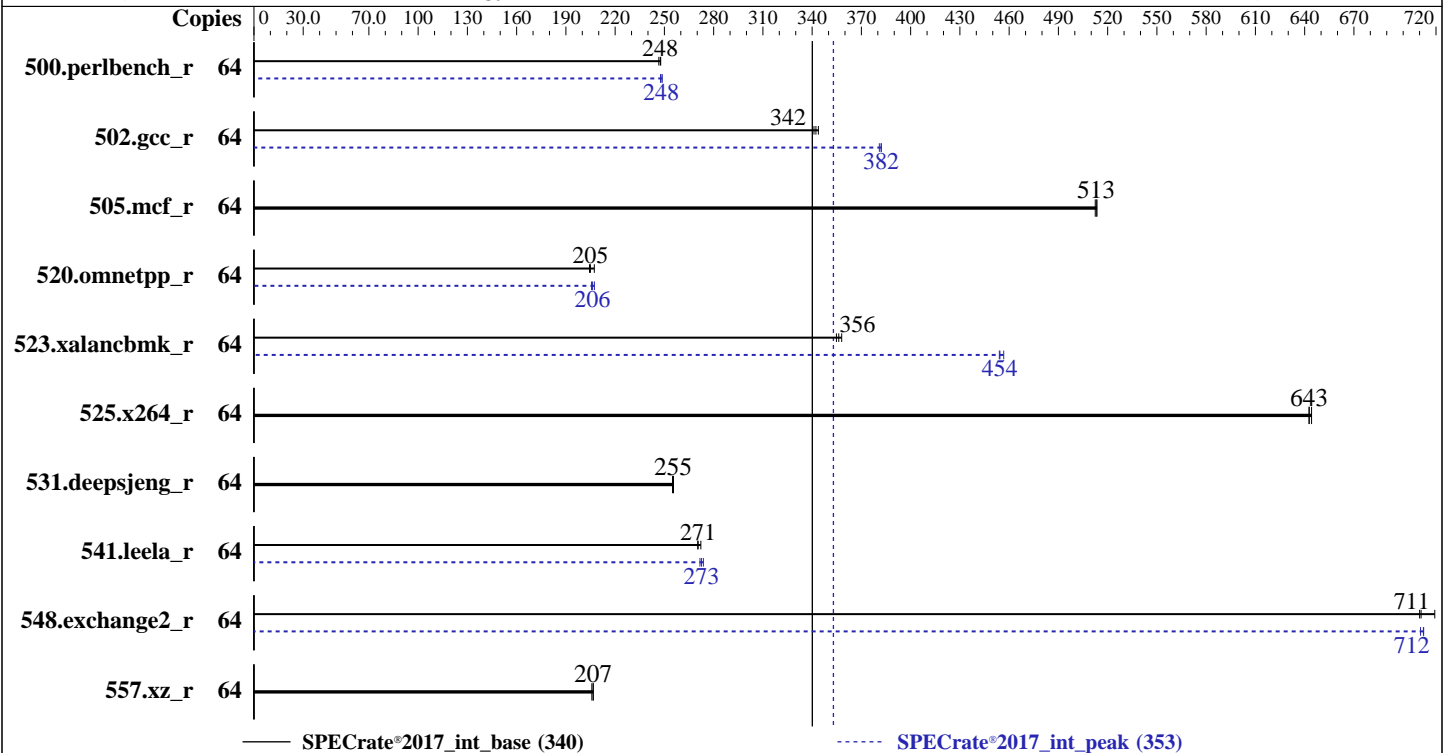 Copies 0 30.0 70.0 100 130 160 190 220 250 280 310 340 370 400 430 460 490 520 550 580 610 640 670 720
248
500.perlbench_r 64
248
342
502.gcc_r 64
382
513
505.mcf_r 64
205
520.omnetpp_r 64
206
356
523.xalancbmk_r 64
454
643
525.x264_r 64
255
531.deepsjeng_r 64
271
541.leela_r 64
273
711
548.exchange2_r 64
712
207
557.xz_r 64
SPECrate®2017_int_base (340) SPECrate®2017_int_peak (353)